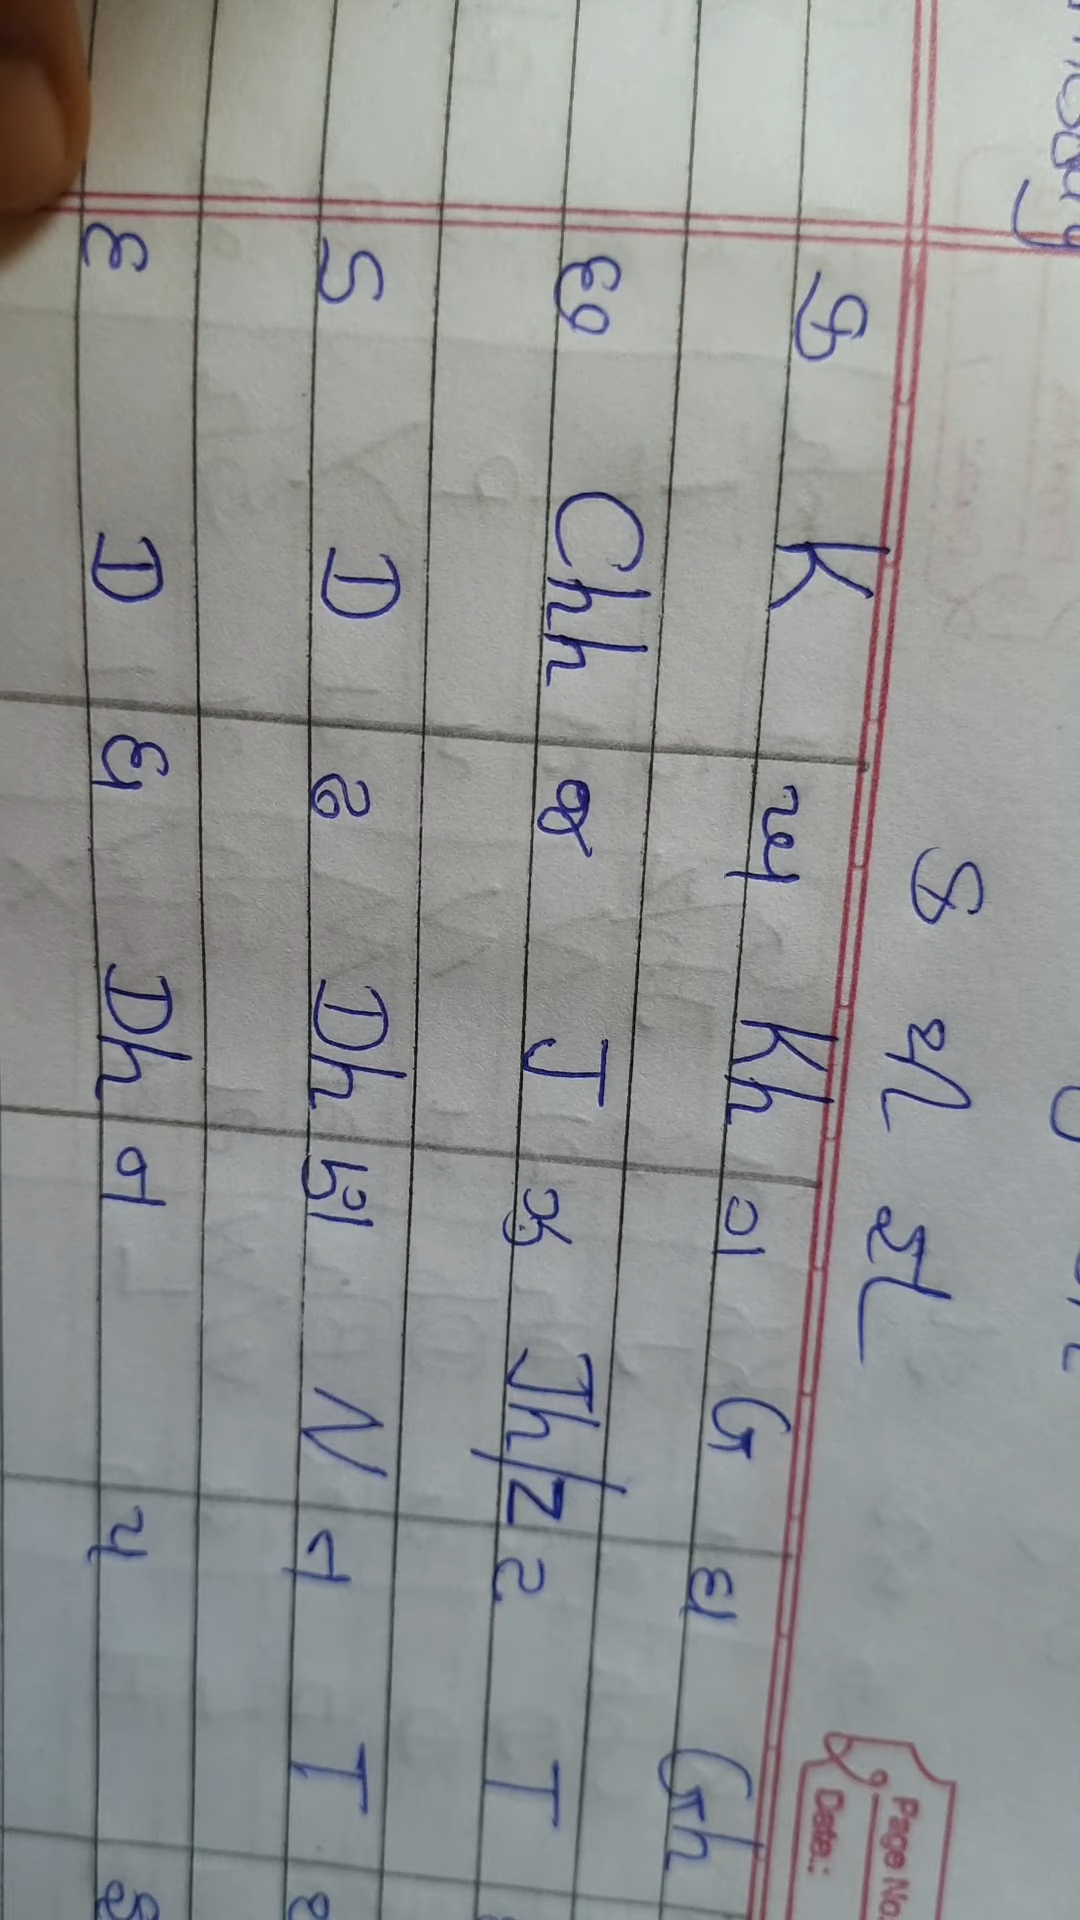 Page No.
Date.:
ક
ક K ખ Kh ગ G ઘ Gh
છ Chh જ J ઝ Jh/Z ટ T
ડ D ઢ Dh ણ N ત T
દ D ધ Dh ન પ